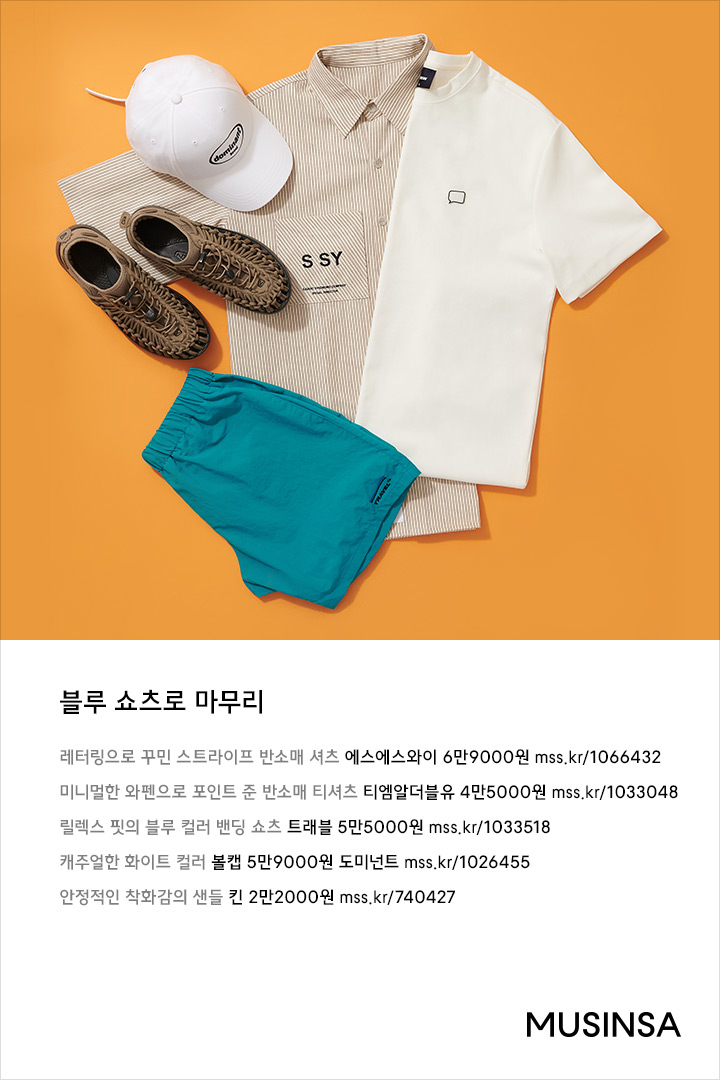 dominant
S SY
TRAVEL
블루 쇼츠로 마무리
레터링으로 꾸민 스트라이프 반소매 셔츠 에스에스와이 6만9000원 mss.kr/1066432
미니멀한 와펜으로 포인트 준 반소매 티셔츠 티엠알더블유 4만5000원 mss.kr/1033048
릴렉스 핏의 블루 컬러 밴딩 쇼츠 트래블 5만5000원 mss.kr/1033518
캐주얼한 화이트 컬러 볼캡 5만9000원 도미넌트 mss.kr/1026455
안정적인 착화감의 샌들 킨 2만2000원 mss.kr/740427
MUSINSA